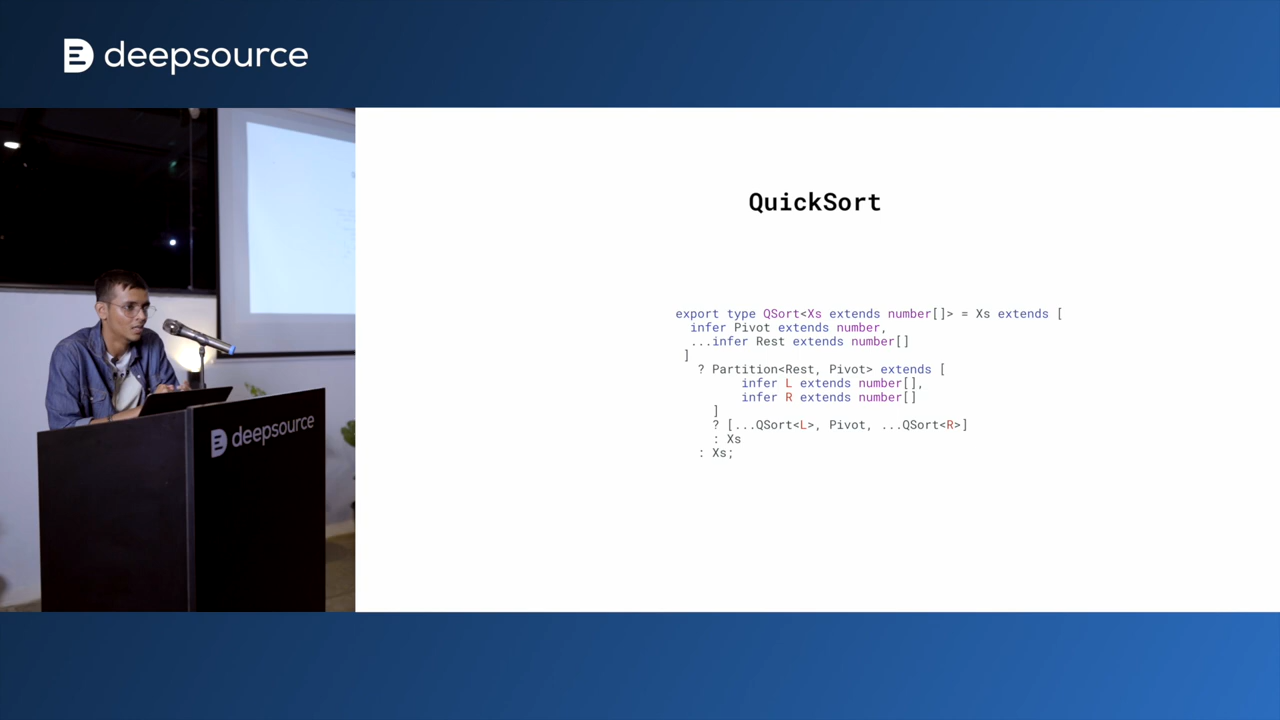 deepsource
deepsource
QuickSort
export type QSort<Xs extends number[]> = Xs extends [
  infer Pivot extends number,
  ...infer Rest extends number[]
 ]
   ? Partition<Rest, Pivot> extends [
         infer L extends number[],
         infer R extends number[]
     ]
     ? [...QSort<L>, Pivot, ...QSort<R>]
     : Xs
   : Xs;